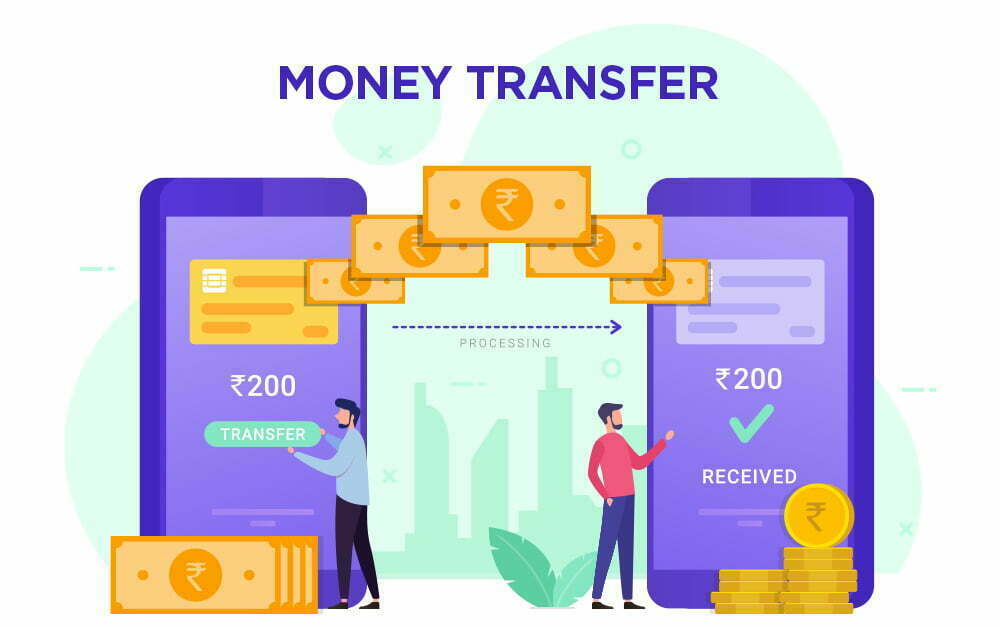 MONEY TRANSFER
PROCESSING
₹200
TRANSFER
₹200
RECEIVED
₹
₹
₹
₹
₹
₹
₹